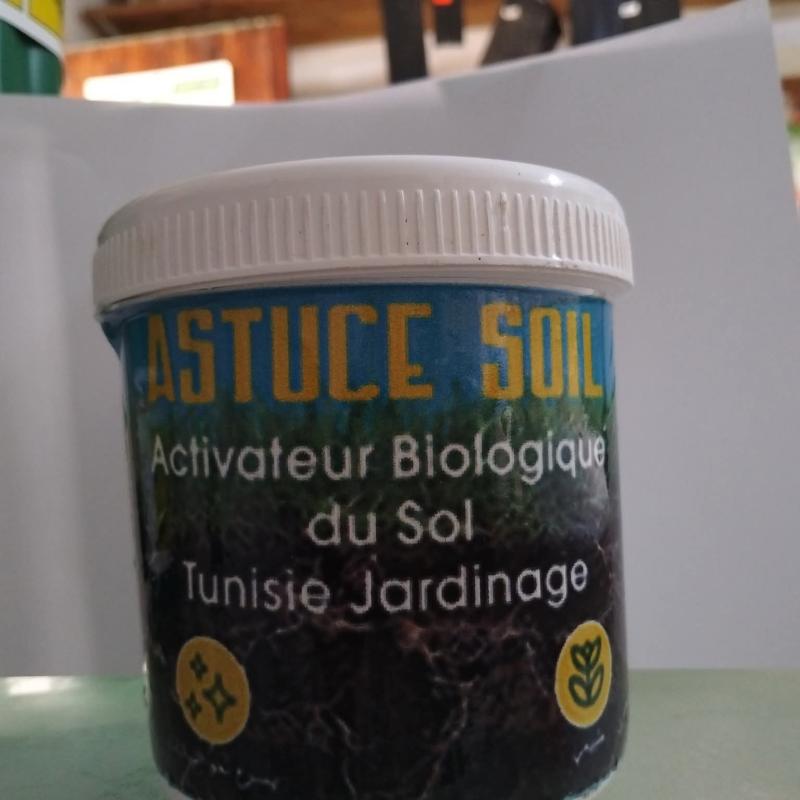 ASTUCE SOIL
Activateur Biologique
du Sol
Tunisie Jardinage